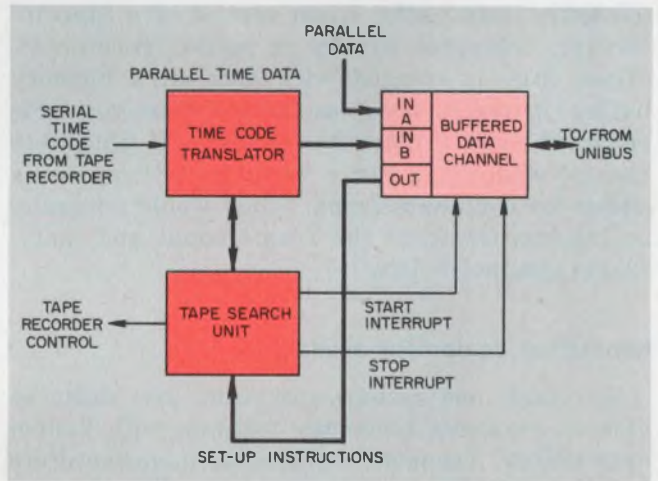 PARALLEL
DATA
PARALLEL TIME DATA
SERIAL
TIME
CODE
FROM TAPE
RECORDER
TIME CODE
TRANSLATOR
IN
A
IN
B
OUT
BUFFERED
DATA
CHANNEL
TO/FROM
UNIBUS
TAPE
RECORDER
CONTROL
TAPE SEARCH
UNIT
START
INTERRUPT
STOP
INTERRUPT
SET-UP INSTRUCTIONS